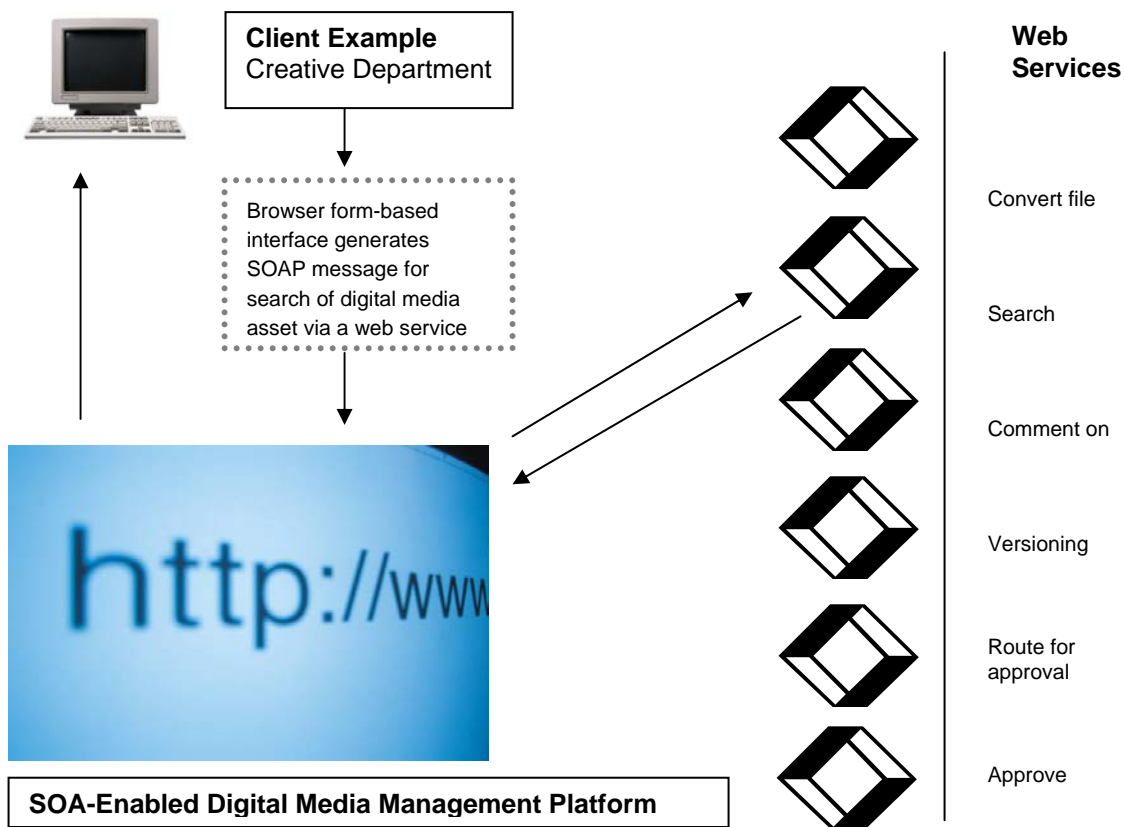 Client Example
Creative Department
Browser form-based
interface generates
SOAP message for
search of digital media
asset via a web service
http://www
SOA-Enabled Digital Media Management Platform
Web
Services
Convert file
Search
Comment on
Versioning
Route for
approval
Approve